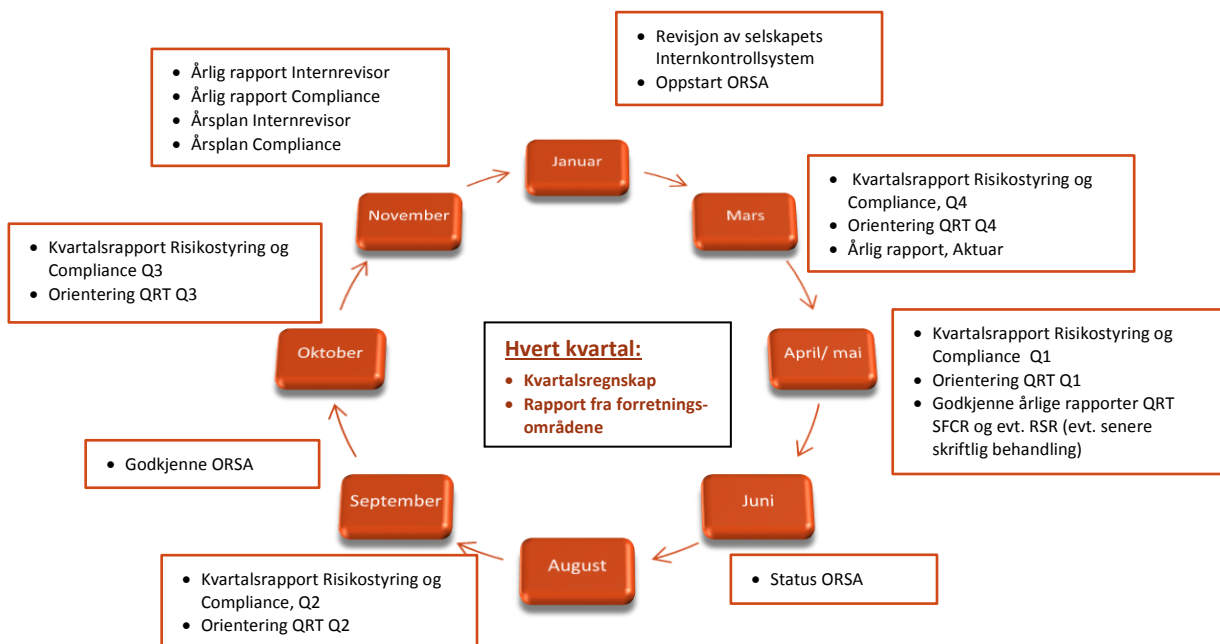 • Revisjon av selskapets
Internkontrollsystem
• Oppstart ORSA
• Årlig rapport Internrevisor
• Årlig rapport Compliance
• Årsplan Internrevisor
• Årsplan Compliance
Januar
• Kvartalsrapport Risikostyring og
Compliance, Q4
• Orientering QRT Q4
• Årlig rapport, Aktuar
Mars
November
• Kvartalsrapport Risikostyring og
Compliance Q3
• Orientering QRT Q3
• Kvartalsrapport Risikostyring og
Compliance Q1
• Orientering QRT Q1
• Godkjenne årlige rapporter QRT
SFCR og evt. RSR (evt. senere
skriftlig behandling)
April/ mai
Oktober
Hvert kvartal:
• Kvartalsregnskap
• Rapport fra forretnings-
områdene
• Godkjenne ORSA
September
Juni
August
• Status ORSA
• Kvartalsrapport Risikostyring og
Compliance, Q2
• Orientering QRT Q2